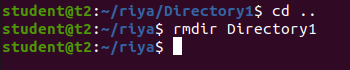 student@t2:~/riya/Directory1$ cd ..
student@t2:~/riya$ rmdir Directory1
student@t2:~/riya$